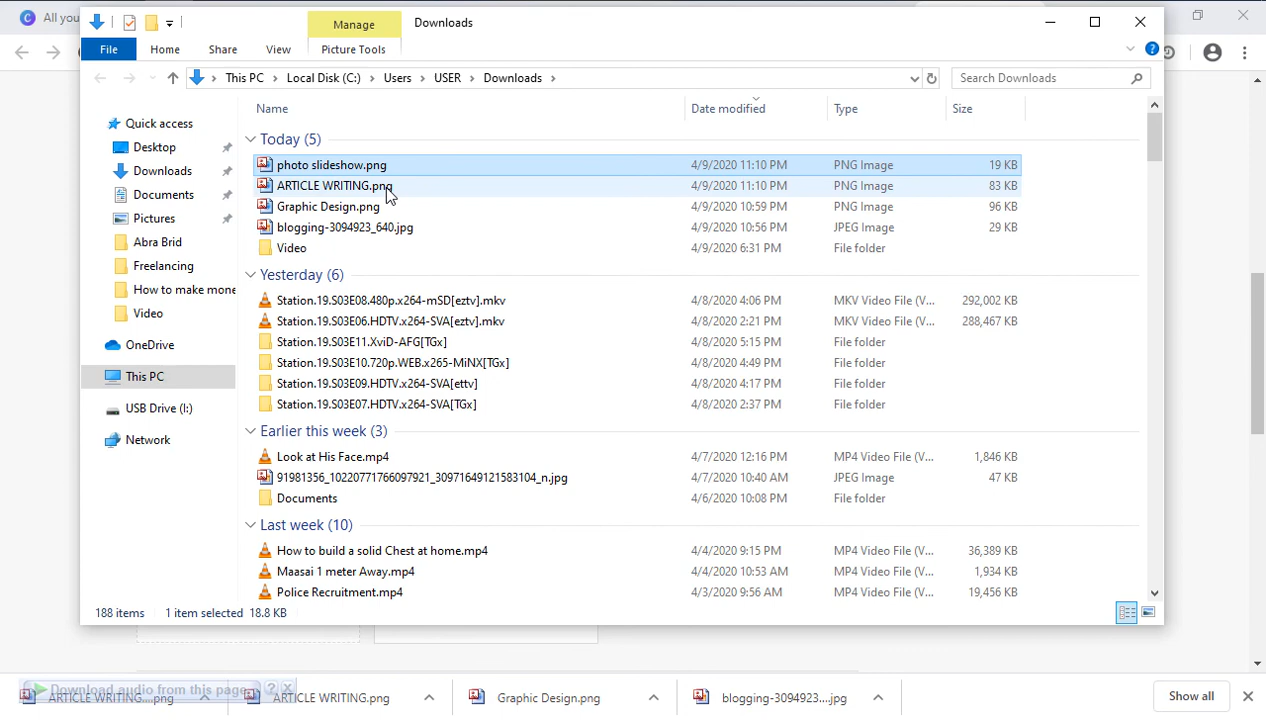 All you
Manage
Downloads
File
Home
Share
View
Picture Tools
This PC > Local Disk (C:) > Users > USER > Downloads >
Search Downloads
Name
Date modified
Type
Size
Quick access
Desktop
Downloads
Documents
Pictures
Abra Brid
Freelancing
How to make mone
Video
OneDrive
This PC
USB Drive (I:)
Network
Today (5)
photo slideshow.png 4/9/2020 11:10 PM PNG Image 19 KB
ARTICLE WRITING.png 4/9/2020 11:10 PM PNG Image 83 KB
Graphic Design.png 4/9/2020 10:59 PM PNG Image 96 KB
blogging-3094923_640.jpg 4/9/2020 10:56 PM JPEG Image 29 KB
Video 4/9/2020 6:31 PM File folder
Yesterday (6)
Station.19.S03E08.480p.x264-mSD[eztv].mkv 4/8/2020 4:06 PM MKV Video File (V... 292,002 KB
Station.19.S03E06.HDTV.x264-SVA[eztv].mkv 4/8/2020 2:21 PM MKV Video File (V... 288,467 KB
Station.19.S03E11.XviD-AFG[TGx] 4/8/2020 5:15 PM File folder
Station.19.S03E10.720p.WEB.x265-MiNX[TGx] 4/8/2020 4:49 PM File folder
Station.19.S03E09.HDTV.x264-SVA[ettv] 4/8/2020 4:17 PM File folder
Station.19.S03E07.HDTV.x264-SVA[TGx] 4/8/2020 2:37 PM File folder
Earlier this week (3)
Look at His Face.mp4 4/7/2020 12:16 PM MP4 Video File (V... 1,846 KB
91981356_10220771766097921_30971649121583104_n.jpg 4/7/2020 10:40 AM JPEG Image 47 KB
Documents 4/6/2020 10:08 PM File folder
Last week (10)
How to build a solid Chest at home.mp4 4/4/2020 9:15 PM MP4 Video File (V... 36,389 KB
Maasai 1 meter Away.mp4 4/4/2020 10:53 AM MP4 Video File (V... 1,934 KB
Police Recruitment.mp4 4/3/2020 9:56 AM MP4 Video File (V... 19,456 KB
188 items 1 item selected 18.8 KB
Download audio from this page
ARTICLE WRITING....png
ARTICLE WRITING.png
Graphic Design.png
blogging-3094923....jpg
Show all